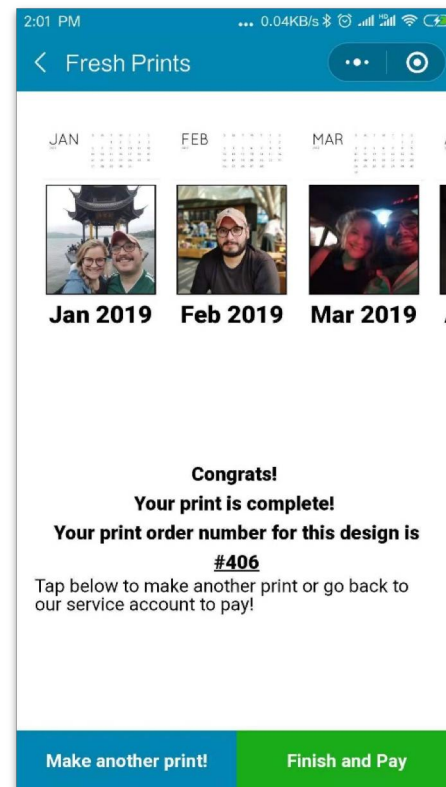 2:01 PM ... 0.04KB/s
Fresh Prints
JAN FEB MAR
Jan 2019 Feb 2019 Mar 2019
Congrats!
Your print is complete!
Your print order number for this design is
#406
Tap below to make another print or go back to
our service account to pay!
Make another print! Finish and Pay